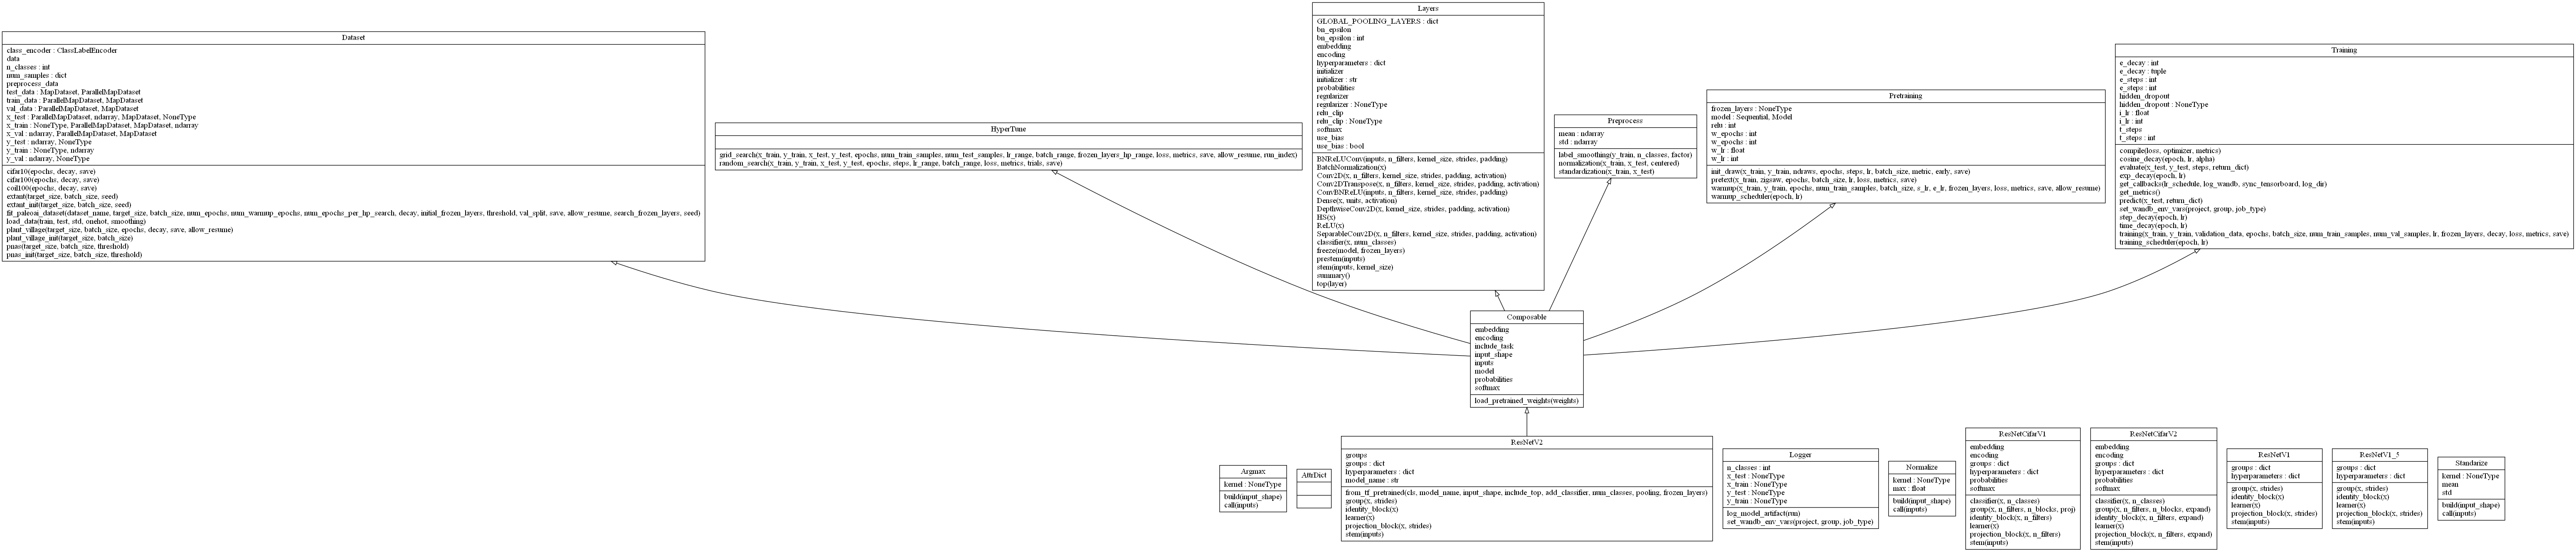 Dataset
class_encoder : ClassLabelEncoder
data
n_classes : int
num_samples : dict
preprocess_data
test_data : MapDataset, ParallelMapDataset
train_data : ParallelMapDataset, MapDataset
val_data : ParallelMapDataset, MapDataset
x_test : ParallelMapDataset, ndarray, MapDataset, NoneType
x_train : NoneType, ParallelMapDataset, MapDataset, ndarray
x_val : ndarray, ParallelMapDataset, MapDataset
y_test : ndarray, NoneType
y_train : NoneType, ndarray
y_val : ndarray, NoneType
cifar10(epochs, decay, save)
cifar100(epochs, decay, save)
coil100(epochs, decay, save)
extant(target_size, batch_size, seed)
extant_init(target_size, batch_size, seed)
fit_paleoai_dataset(dataset_name, target_size, batch_size, num_epochs, num_warmup_epochs, num_epochs_per_hp_search, decay, initial_frozen_layers, threshold, val_split, save, allow_resume, search_frozen_layers, seed)
load_data(train, test, std, onehot, smoothing)
plant_village(target_size, batch_size, epochs, decay, save, allow_resume)
plant_village_init(target_size, batch_size)
pnas(target_size, batch_size, threshold)
pnas_init(target_size, batch_size, threshold)
HyperTune
grid_search(x_train, y_train, x_test, y_test, epochs, num_train_samples, num_test_samples, lr_range, batch_range, frozen_layers_hp_range, loss, metrics, save, allow_resume, run_index)
random_search(x_train, y_train, x_test, y_test, epochs, steps, lr_range, batch_range, loss, metrics, trials, save)
Layers
GLOBAL_POOLING_LAYERS : dict
bn_epsilon
bn_epsilon : int
embedding
encoding
hyperparameters : dict
initializer
initializer : str
probabilities
regularizer
regularizer : NoneType
relu_clip
relu_clip : NoneType
softmax
use_bias
use_bias : bool
BNReLUConv(inputs, n_filters, kernel_size, strides, padding)
BatchNormalization(x)
Conv2D(x, n_filters, kernel_size, strides, padding, activation)
Conv2DTranspose(x, n_filters, kernel_size, strides, padding, activation)
ConvBNReLU(inputs, n_filters, kernel_size, strides, padding)
Dense(x, units, activation)
DepthwiseConv2D(x, kernel_size, strides, padding, activation)
HS(x)
ReLU(x)
SeparableConv2D(x, n_filters, kernel_size, strides, padding, activation)
classifier(x, num_classes)
freeze(model, frozen_layers)
prestem(inputs)
stem(inputs, kernel_size)
summary()
top(layer)
Preprocess
mean : ndarray
std : ndarray
label_smoothing(y_train, n_classes, factor)
normalization(x_train, x_test, centered)
standardization(x_train, x_test)
Pretraining
frozen_layers : NoneType
model : Sequential, Model
relu : int
w_epochs : int
w_epochs : int
w_lr : float
w_lr : int
init_draw(x_train, y_train, ndraws, epochs, steps, lr, batch_size, metric, early, save)
pretext(x_train, zigsaw, epochs, batch_size, lr, loss, metrics, save)
warmup(x_train, y_train, epochs, num_train_samples, batch_size, s_lr, e_lr, frozen_layers, loss, metrics, save, allow_resume)
warmup_scheduler(epoch, lr)
Training
e_decay : int
e_decay : tuple
e_steps : int
e_steps : int
hidden_dropout
hidden_dropout : NoneType
i_lr : float
i_lr : int
t_steps
t_steps : int
compile(loss, optimizer, metrics)
cosine_decay(epoch, lr, alpha)
evaluate(x_test, y_test, steps, return_dict)
exp_decay(epoch, lr)
get_callbacks(lr_schedule, log_wandb, sync_tensorboard, log_dir)
get_metrics()
predict(x_test, return_dict)
set_wandb_env_vars(project, group, job_type)
step_decay(epoch, lr)
time_decay(epoch, lr)
training(x_train, y_train, validation_data, epochs, batch_size, num_train_samples, num_val_samples, lr, frozen_layers, decay, loss, metrics, save)
training_scheduler(epoch, lr)
Composable
embedding
encoding
include_task
input_shape
inputs
model
probabilities
softmax
load_pretrained_weights(weights)
Argmax
kernel : NoneType
build(input_shape)
call(inputs)
AttrDict
ResNetV2
groups
groups : dict
hyperparameters : dict
model_name : str
from_tf_pretrained(cls, model_name, input_shape, include_top, add_classifier, num_classes, pooling, frozen_layers)
group(x, strides)
identity_block(x)
learner(x)
projection_block(x, strides)
stem(inputs)
Logger
n_classes : int
x_test : NoneType
x_train : NoneType
y_test : NoneType
y_train : NoneType
log_model_artifact(run)
set_wandb_env_vars(project, group, job_type)
Normalize
kernel : NoneType
max : float
build(input_shape)
call(inputs)
ResNetCifarV1
embedding
encoding
groups : dict
hyperparameters : dict
probabilities
softmax
classifier(x, n_classes)
group(x, n_filters, n_blocks, proj)
identity_block(x, n_filters)
learner(x)
projection_block(x, n_filters)
stem(inputs)
ResNetCifarV2
embedding
encoding
groups : dict
hyperparameters : dict
probabilities
softmax
classifier(x, n_classes)
group(x, n_filters, n_blocks, expand)
identity_block(x, n_filters, expand)
learner(x)
projection_block(x, n_filters, expand)
stem(inputs)
ResNetV1
groups : dict
hyperparameters : dict
group(x, strides)
identity_block(x)
learner(x)
projection_block(x, strides)
stem(inputs)
ResNetV1_5
groups : dict
hyperparameters : dict
group(x, strides)
identity_block(x)
learner(x)
projection_block(x, strides)
stem(inputs)
Standarize
kernel : NoneType
mean
std
build(input_shape)
call(inputs)